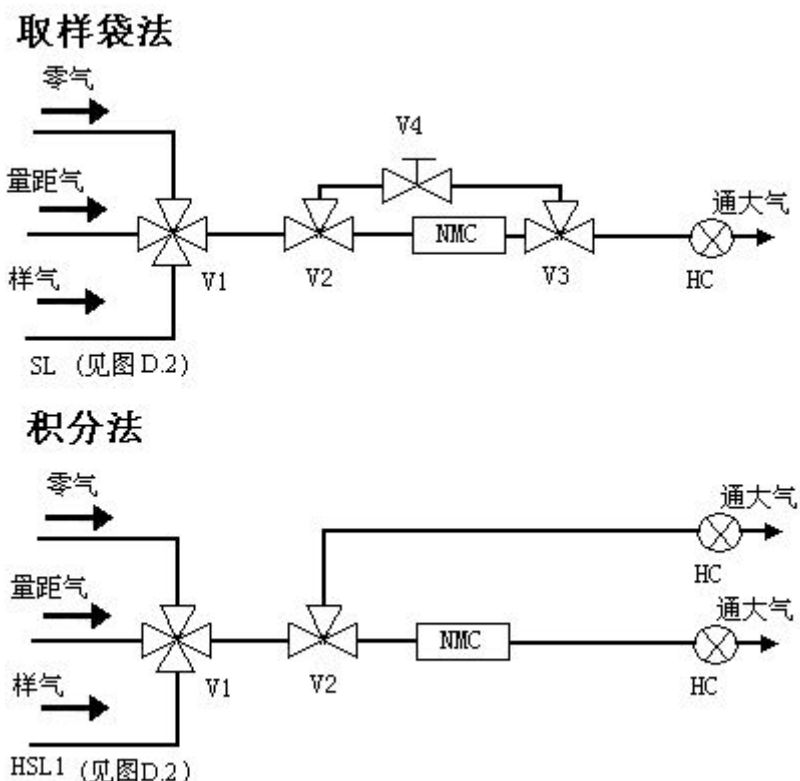 取样袋法
零气
V4
量距气
通大气
NMC
样气
V1
V2
V3
HC
SL (见图D.2)
积分法
零气
通大气
HC
量距气
通大气
NMC
样气
V1
V2
HC
HSL1 (见图D.2)